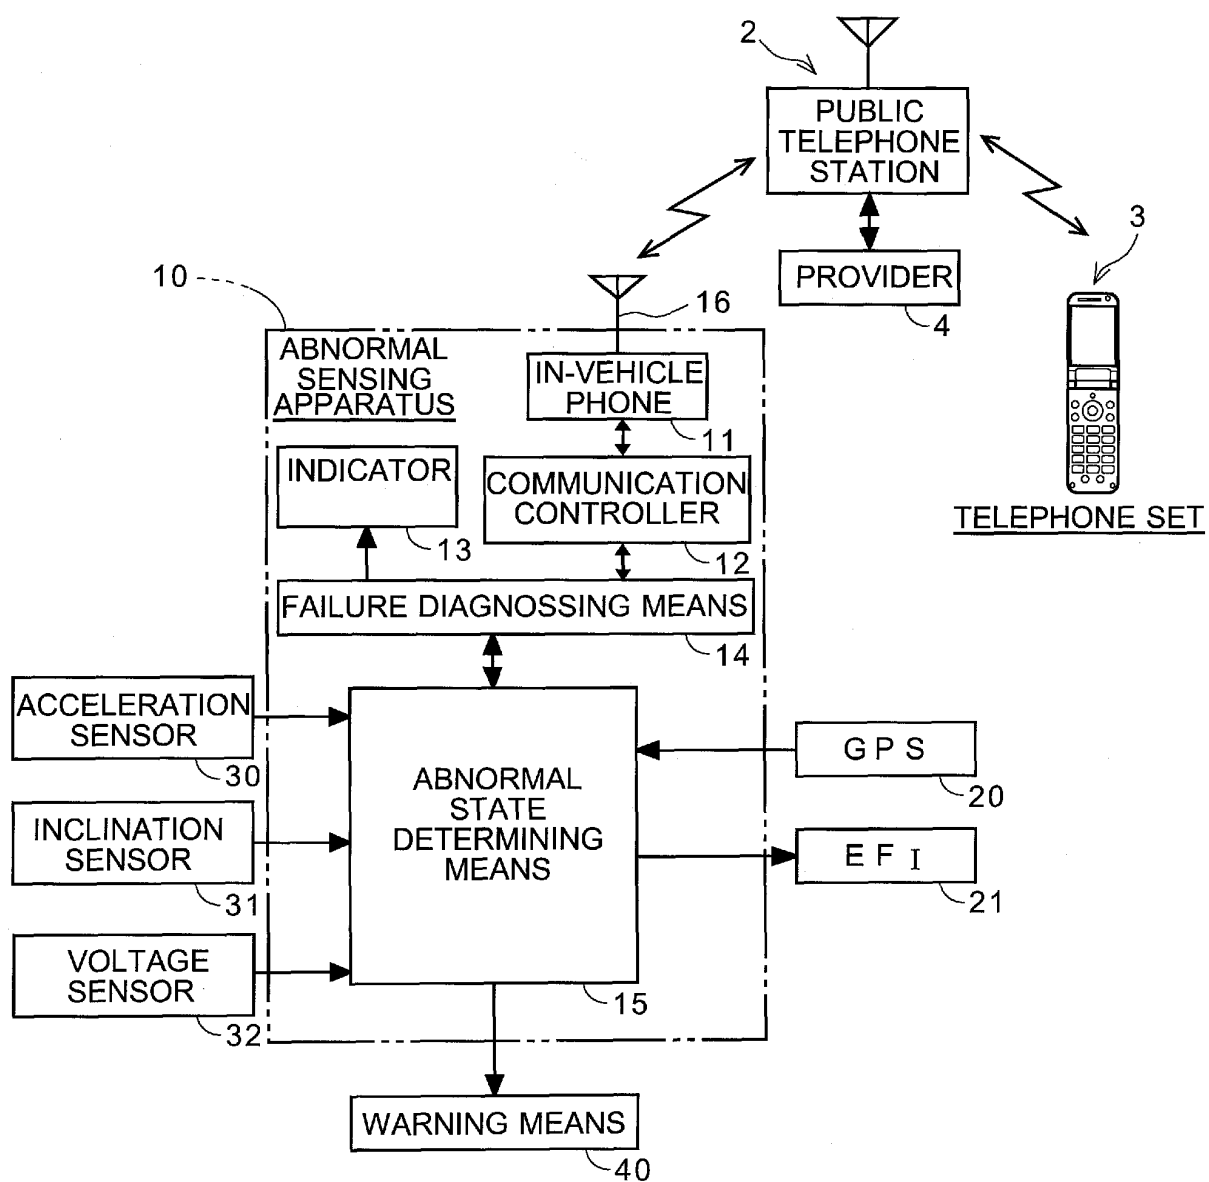 2
PUBLIC
TELEPHONE
STATION
3
PROVIDER
4
10
16
ABNORMAL
SENSING
APPARATUS
IN-VEHICLE
PHONE
11
INDICATOR
13
COMMUNICATION
CONTROLLER
12
TELEPHONE SET
FAILURE DIAGNOSSING MEANS
14
ACCELERATION
SENSOR
30
GPS
20
ABNORMAL
STATE
DETERMINING
MEANS
15
INCLINATION
SENSOR
31
EFI
21
VOLTAGE
SENSOR
32
WARNING MEANS
40